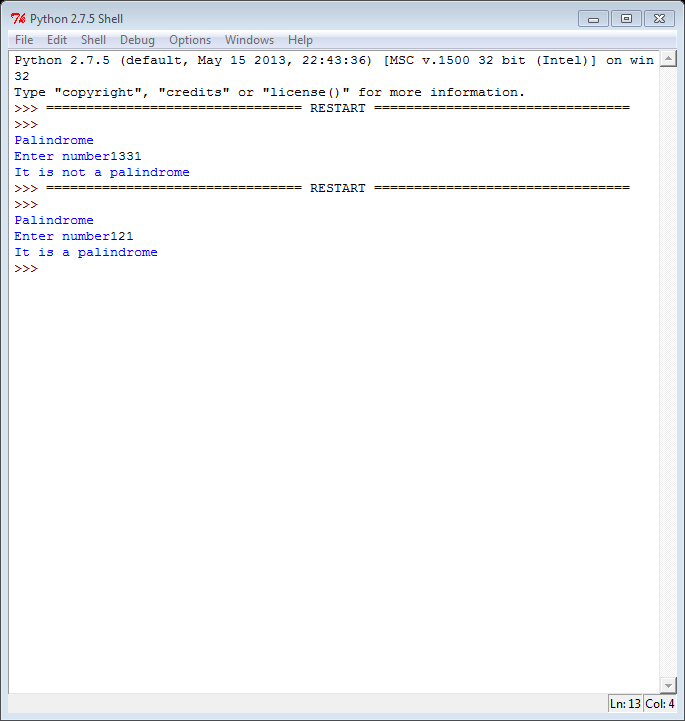 Python 2.7.5 Shell
File Edit Shell Debug Options Windows Help
Python 2.7.5 (default, May 15 2013, 22:43:36) [MSC v.1500 32 bit (Intel)] on win
32
Type "copyright", "credits" or "license()" for more information.
>>> ================================ RESTART ================================
>>>
Palindrome
Enter number1331
It is not a palindrome
>>> ================================ RESTART ================================
>>>
Palindrome
Enter number121
It is a palindrome
>>>
Ln: 13 Col: 4